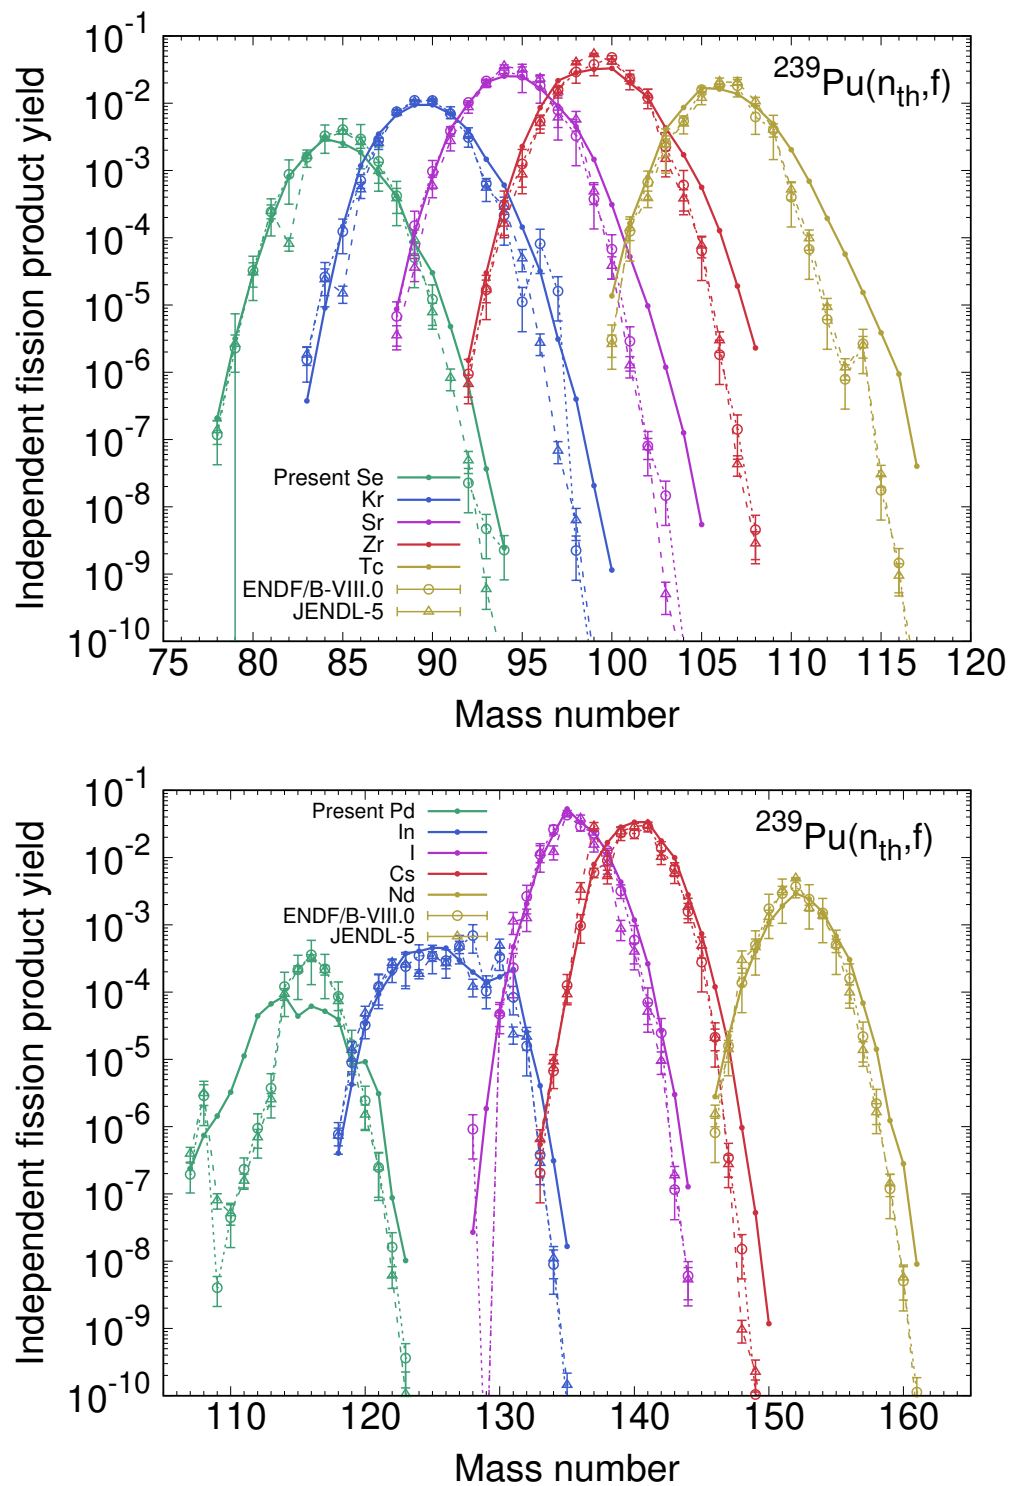 10^-1
10^-2
10^-3
10^-4
10^-5
10^-6
10^-7
10^-8
10^-9
10^-10
Independent fission product yield
^239Pu(n_th,f)
Present Se
Kr
Sr
Zr
Tc
ENDF/B-VIII.0
JENDL-5
75 80 85 90 95 100 105 110 115 120
Mass number
10^-1
10^-2
10^-3
10^-4
10^-5
10^-6
10^-7
10^-8
10^-9
10^-10
Independent fission product yield
^239Pu(n_th,f)
Present Pd
In
I
Cs
Nd
ENDF/B-VIII.0
JENDL-5
110 120 130 140 150 160
Mass number